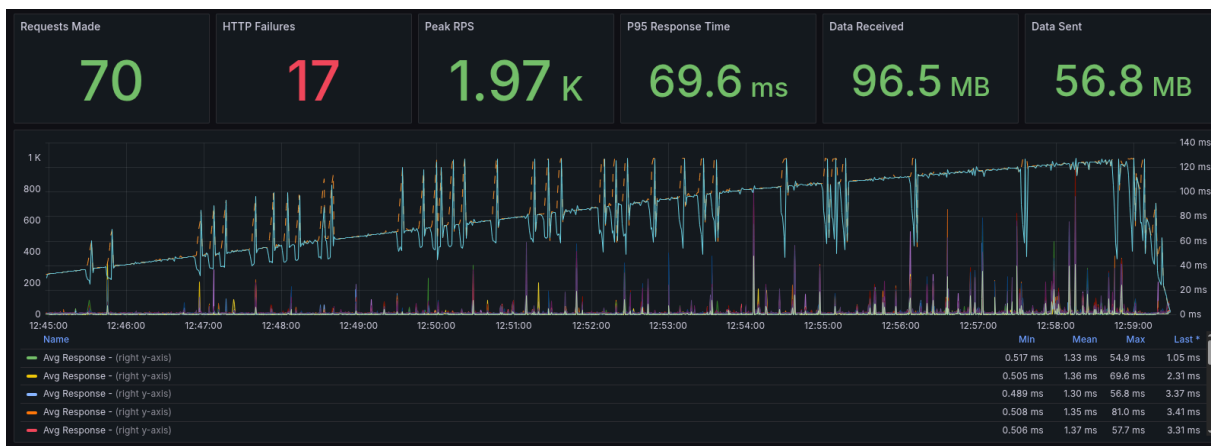 Requests Made
HTTP Failures
Peak RPS
P95 Response Time
Data Received
Data Sent
70
17
1.97 K
69.6 ms
96.5 MB
56.8 MB
140 ms
1 K
120 ms
800
100 ms
80 ms
600
60 ms
400
40 ms
200
20 ms
0
0 ms
12:45:00 12:46:00 12:47:00 12:48:00 12:49:00 12:50:00 12:51:00 12:52:00 12:53:00 12:54:00 12:55:00 12:56:00 12:57:00 12:58:00 12:59:00
Name Min Mean Max Last *
Avg Response - (right y-axis) 0.517 ms 1.33 ms 54.9 ms 1.05 ms
Avg Response - (right y-axis) 0.505 ms 1.36 ms 69.6 ms 2.31 ms
Avg Response - (right y-axis) 0.489 ms 1.30 ms 56.8 ms 3.37 ms
Avg Response - (right y-axis) 0.508 ms 1.35 ms 81.0 ms 3.41 ms
Avg Response - (right y-axis) 0.506 ms 1.37 ms 57.7 ms 3.31 ms